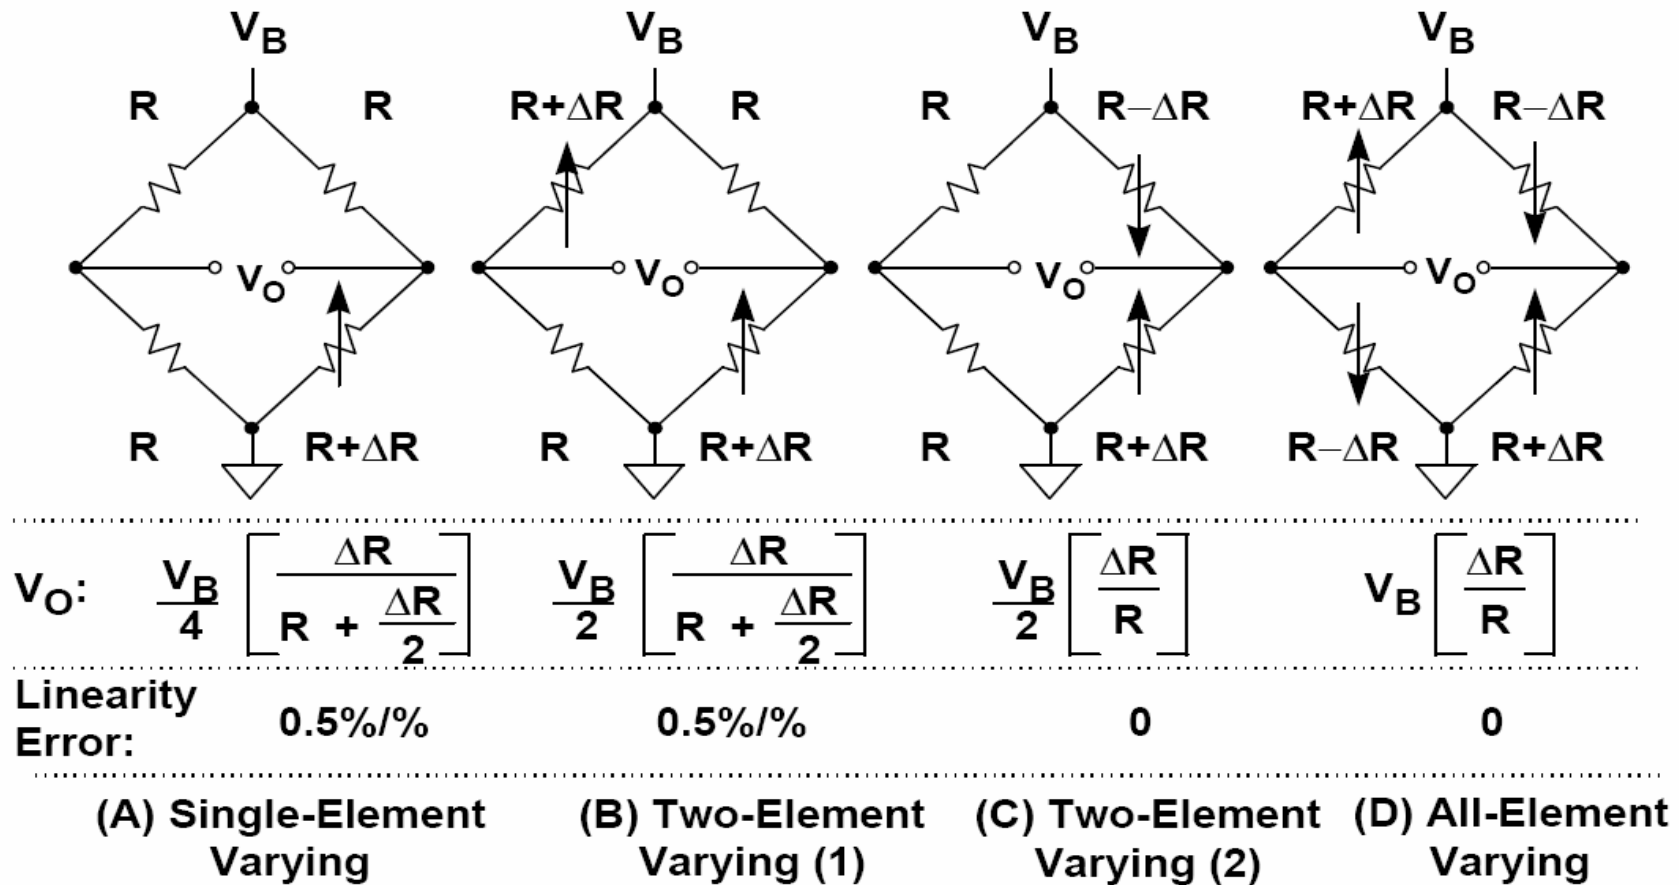 VB VB VB VB
R R R+ΔR R R R−ΔR R+ΔR R−ΔR
VO VO VO VO
R R+ΔR R R+ΔR R R+ΔR R−ΔR R+ΔR
VO: VB/4 [ΔR / (R + ΔR/2)] VB/2 [ΔR / (R + ΔR/2)] VB/2 [ΔR/R] VB [ΔR/R]
Linearity
Error: 0.5%/% 0.5%/% 0 0
(A) Single-Element (B) Two-Element (C) Two-Element (D) All-Element
Varying Varying (1) Varying (2) Varying